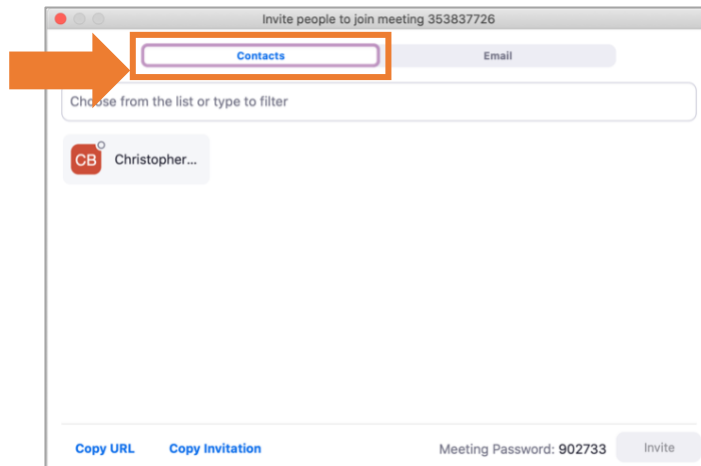 Invite people to join meeting 353837726
Contacts Email
Choose from the list or type to filter
CB Christopher...
Copy URL Copy Invitation Meeting Password: 902733 Invite